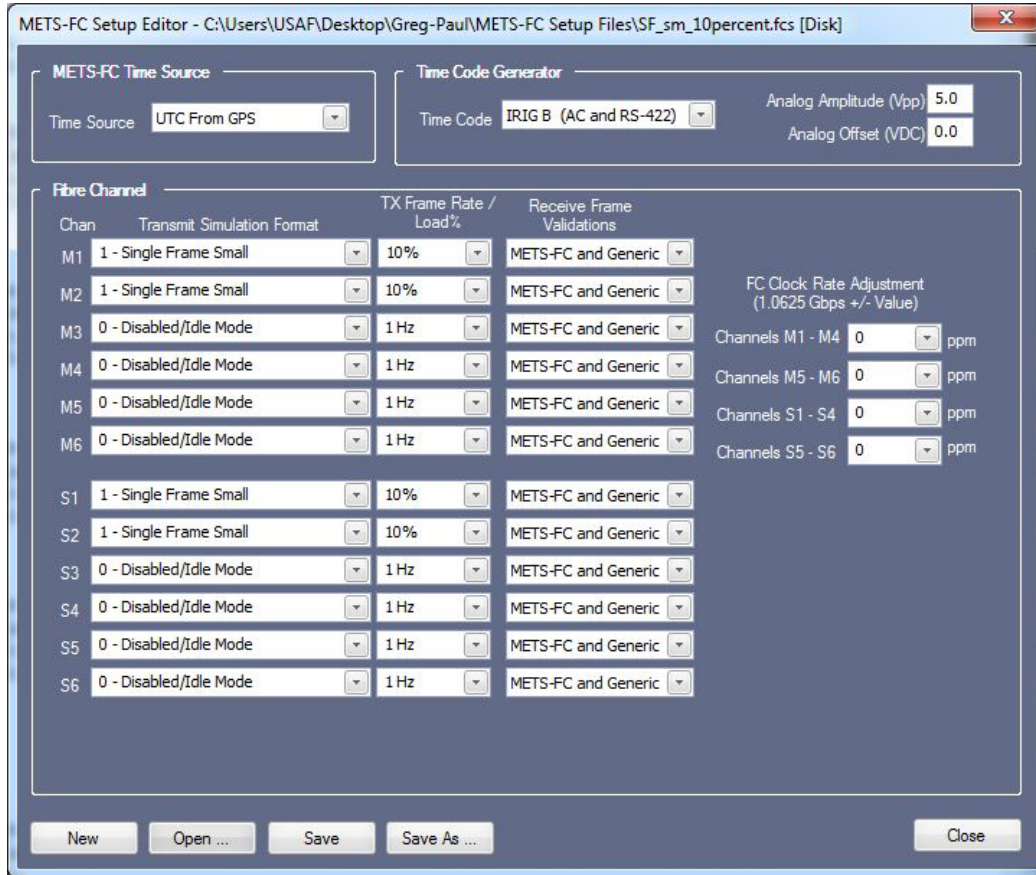 METS-FC Setup Editor - C:\Users\USAF\Desktop\Greg-Paul\METS-FC Setup Files\SF_sm_10percent.fcs [Disk]
METS-FC Time Source
Time Source UTC From GPS
Time Code Generator
Time Code IRIG B (AC and RS-422)
Analog Amplitude (Vpp) 5.0
Analog Offset (VDC) 0.0
Fibre Channel
Chan Transmit Simulation Format TX Frame Rate / Load% Receive Frame Validations
M1 1 - Single Frame Small 10% METS-FC and Generic
M2 1 - Single Frame Small 10% METS-FC and Generic
M3 0 - Disabled/Idle Mode 1 Hz METS-FC and Generic
M4 0 - Disabled/Idle Mode 1 Hz METS-FC and Generic
M5 0 - Disabled/Idle Mode 1 Hz METS-FC and Generic
M6 0 - Disabled/Idle Mode 1 Hz METS-FC and Generic
S1 1 - Single Frame Small 10% METS-FC and Generic
S2 1 - Single Frame Small 10% METS-FC and Generic
S3 0 - Disabled/Idle Mode 1 Hz METS-FC and Generic
S4 0 - Disabled/Idle Mode 1 Hz METS-FC and Generic
S5 0 - Disabled/Idle Mode 1 Hz METS-FC and Generic
S6 0 - Disabled/Idle Mode 1 Hz METS-FC and Generic
FC Clock Rate Adjustment
(1.0625 Gbps +/- Value)
Channels M1 - M4 0 ppm
Channels M5 - M6 0 ppm
Channels S1 - S4 0 ppm
Channels S5 - S6 0 ppm
New Open ... Save Save As ... Close